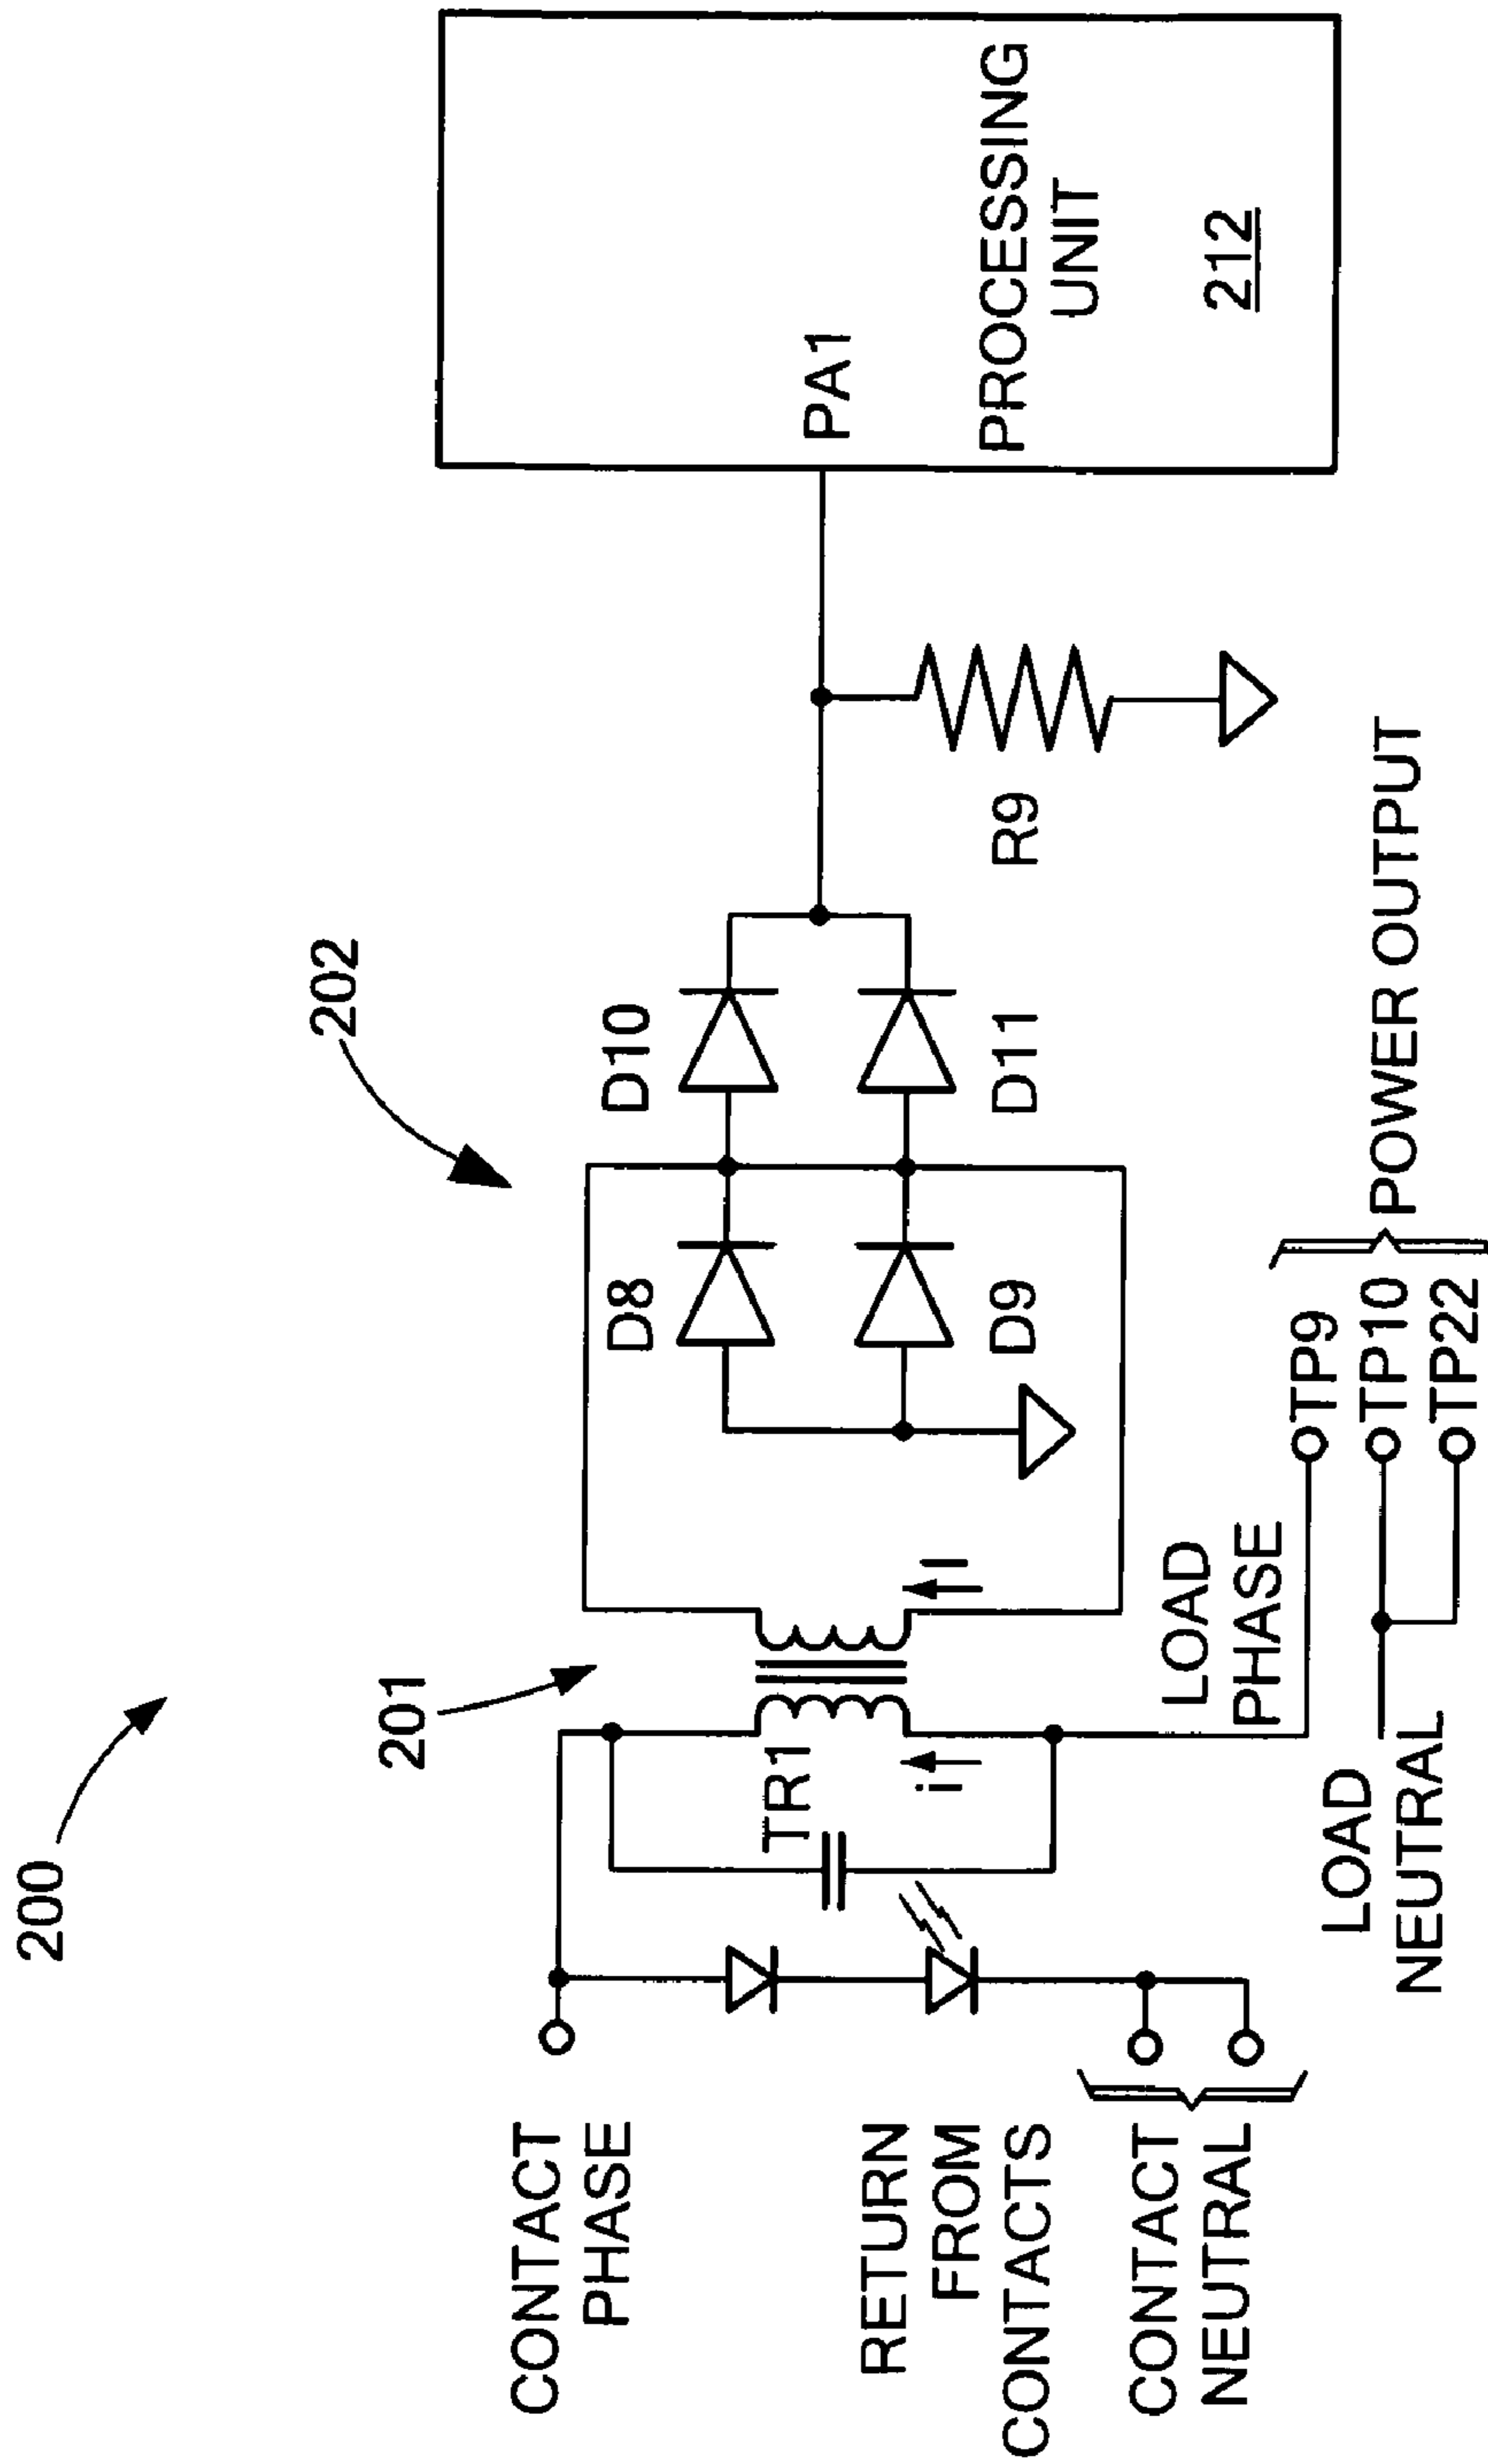 200
201
202
CONTACT
PHASE
RETURN
FROM
CONTACTS
CONTACT
NEUTRAL
TR1
i
I
D8
D10
D9
D11
R9
PA1
PROCESSING
UNIT
212
LOAD
PHASE
LOAD
NEUTRAL
TP9
TP10
TP22
POWER OUTPUT